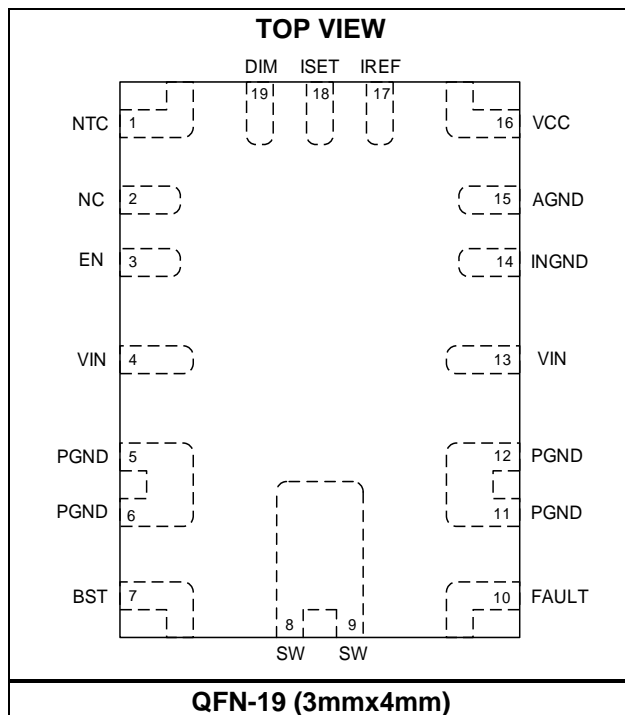 TOP VIEW
DIM ISET IREF
19 18 17
NTC 1 16 VCC
NC 2 15 AGND
EN 3 14 INGND
VIN 4 13 VIN
PGND 5 12 PGND
PGND 6 11 PGND
BST 7 10 FAULT
8 9
SW SW
QFN-19 (3mmx4mm)